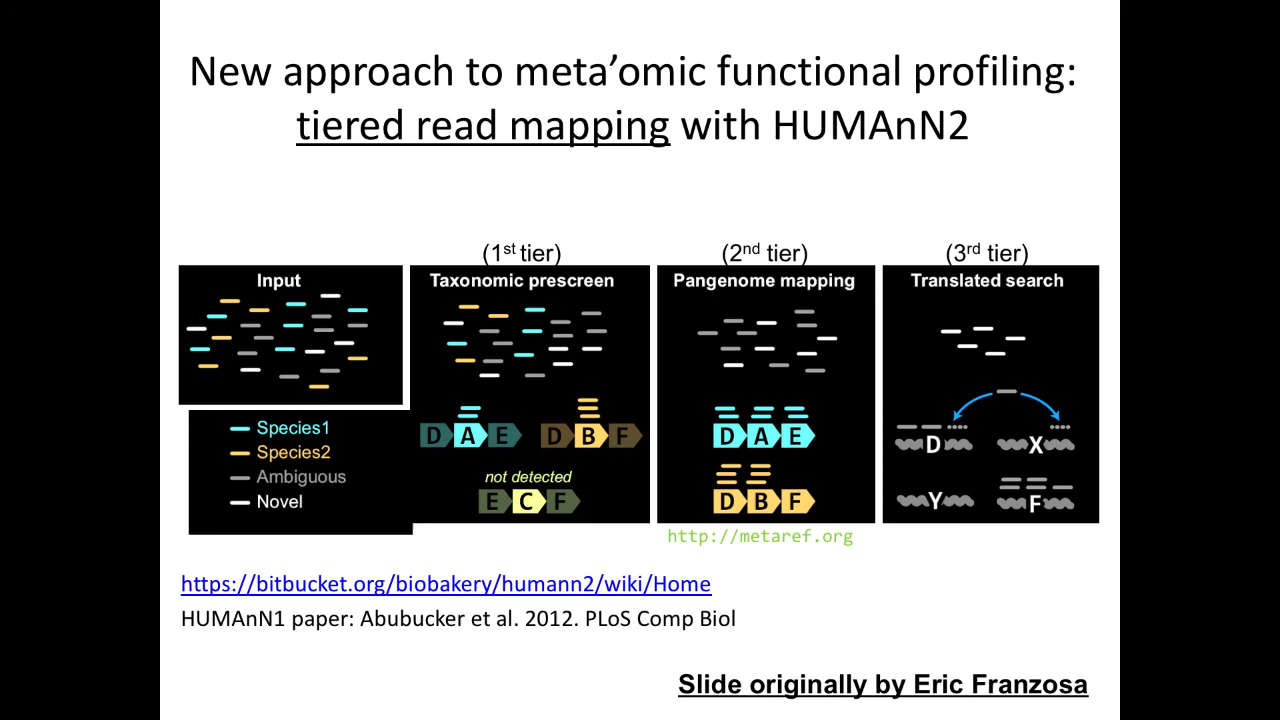 New approach to meta’omic functional profiling:
tiered read mapping with HUMAnN2
(1st tier)
(2nd tier)
(3rd tier)
Input
Taxonomic prescreen
Pangenome mapping
Translated search
Species1
Species2
Ambiguous
Novel
D A E
D B F
not detected
E C F
D A E
D B F
D
X
Y
F
http://metaref.org
https://bitbucket.org/biobakery/humann2/wiki/Home
HUMAnN1 paper: Abubucker et al. 2012. PLoS Comp Biol
Slide originally by Eric Franzosa